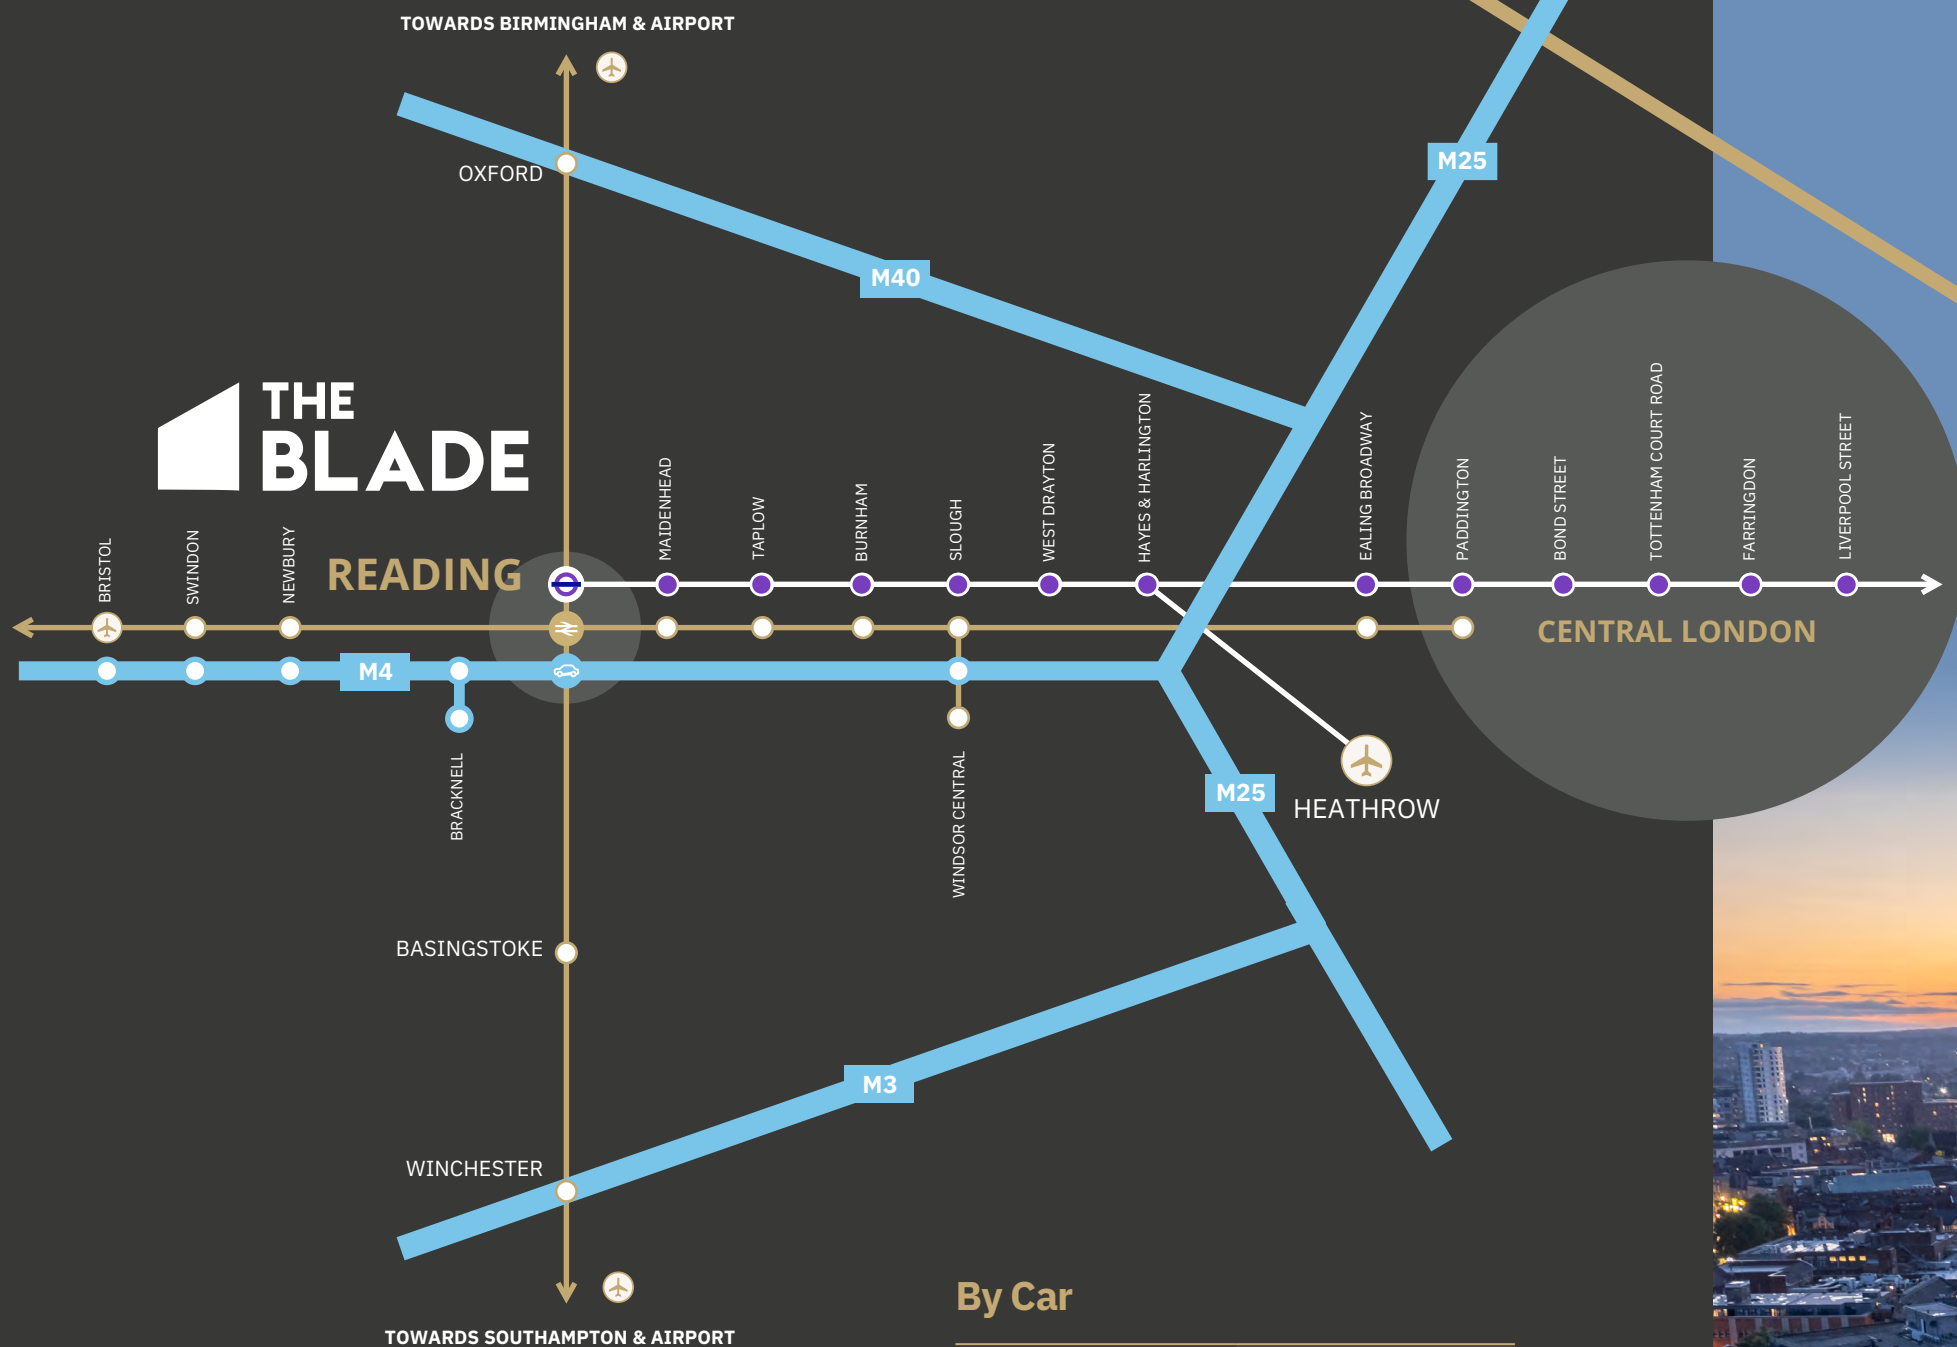 TOWARDS BIRMINGHAM & AIRPORT
OXFORD
M25
M40
THE
BLADE
READING
BRISTOL
SWINDON
NEWBURY
MAIDENHEAD
TAPLOW
BURNHAM
SLOUGH
WEST DRAYTON
HAYES & HARLINGTON
EALING BROADWAY
PADDINGTON
BOND STREET
TOTTENHAM COURT ROAD
FARRINGDON
LIVERPOOL STREET
CENTRAL LONDON
M4
BRACKNELL
WINDSOR CENTRAL
M25
HEATHROW
BASINGSTOKE
M3
WINCHESTER
By Car
TOWARDS SOUTHAMPTON & AIRPORT